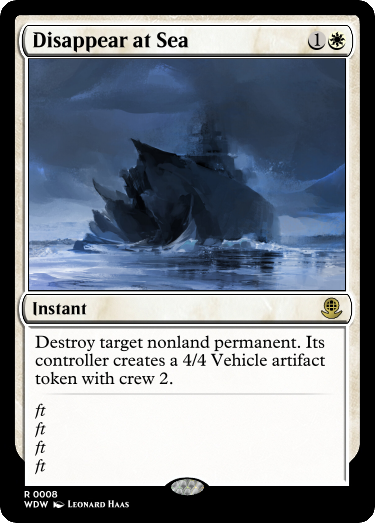 Disappear at Sea 1
Instant
Destroy target nonland permanent. Its
controller creates a 4/4 Vehicle artifact
token with crew 2.
ft
ft
ft
ft
R 0008
WDW Leonard Haas